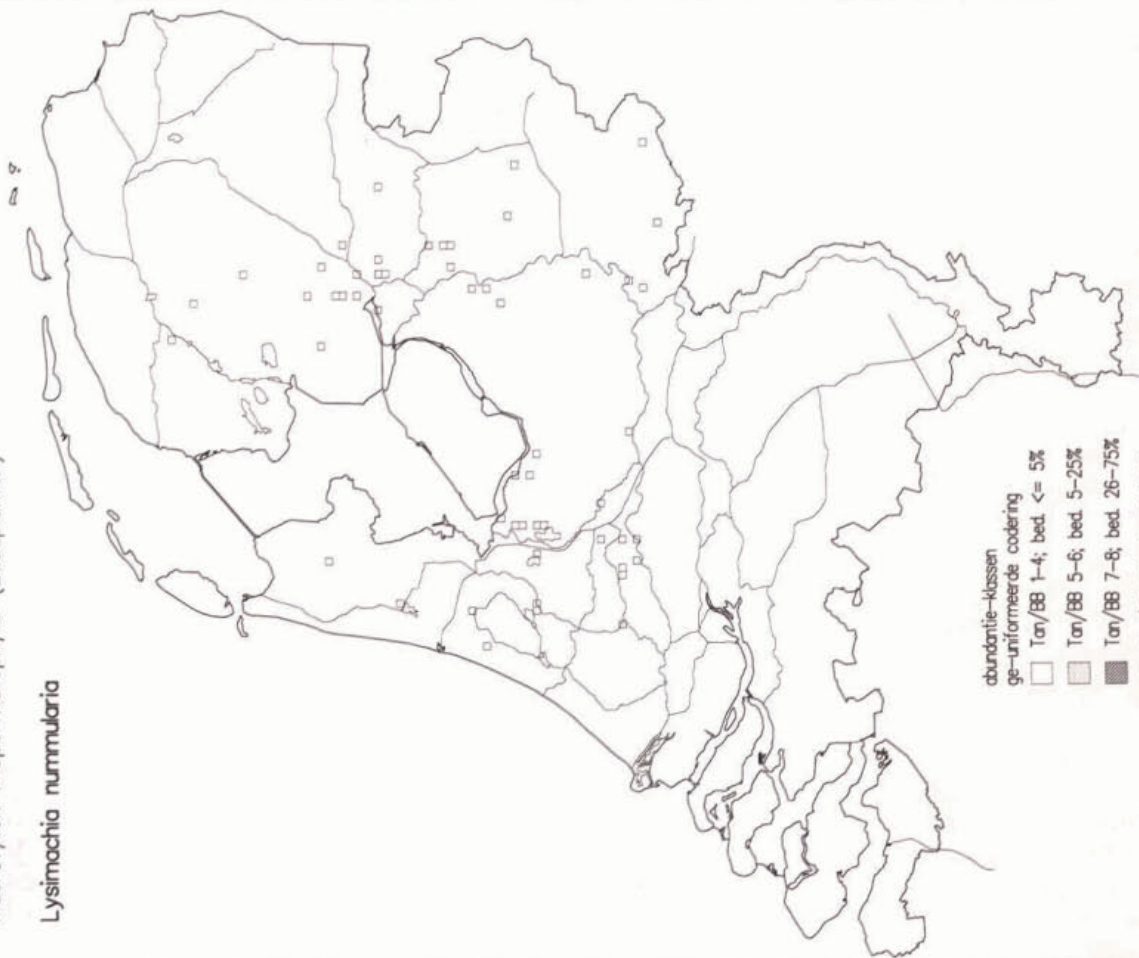 Lysimachia nummularia
abundantie-klassen
ge-uniformeerde codering
Tan/BB 1-4; bed. <= 5%
Tan/BB 5-6; bed. 5-25%
Tan/BB 7-8; bed. 26-75%